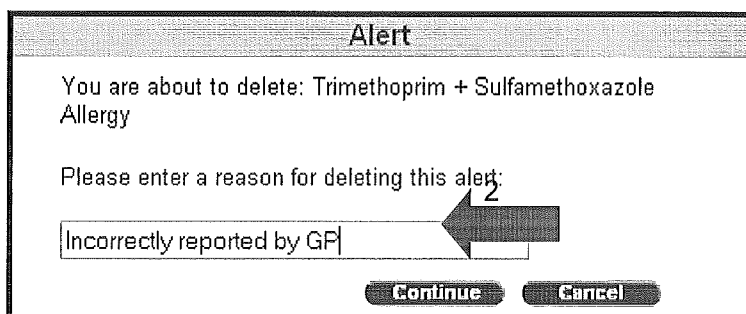 Alert
You are about to delete: Trimethoprim + Sulfamethoxazole
Allergy
Please enter a reason for deleting this alert:
2
Incorrectly reported by GP
Continue Cancel